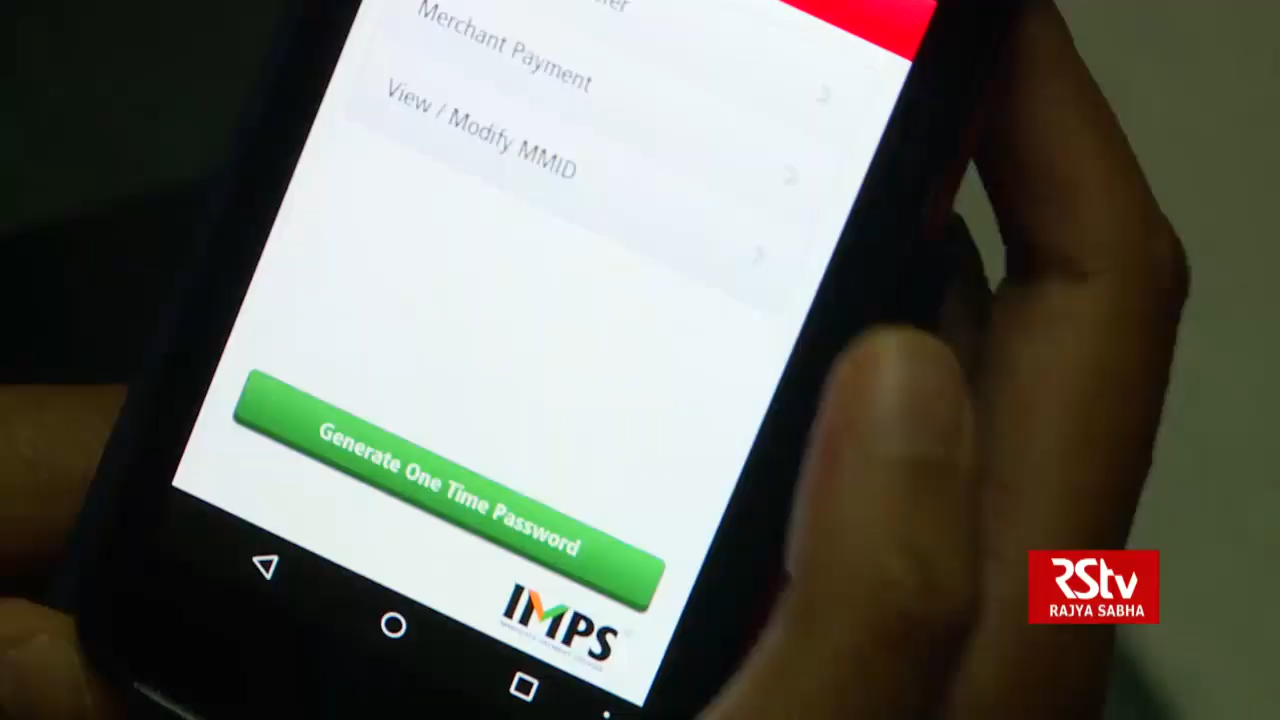 Merchant Payment
View / Modify MMID
Generate One Time Password
IMPS
RStv
RAJYA SABHA